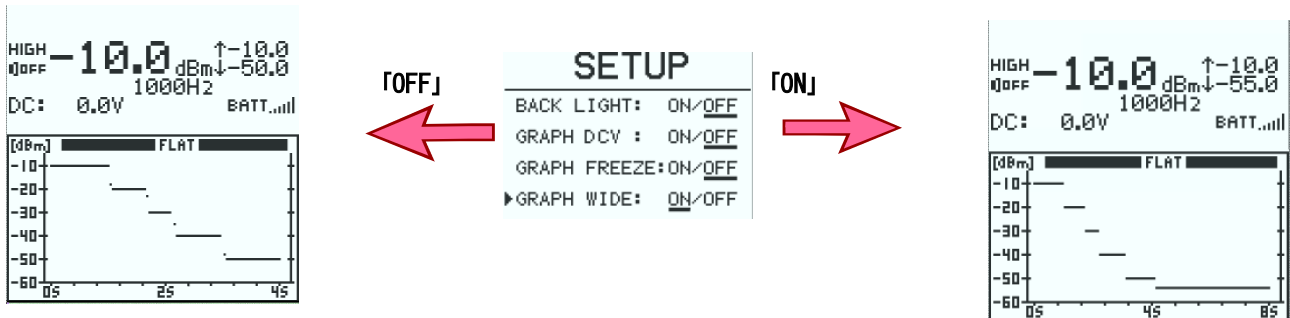 HIGH -10.0 dBm ↑-10.0
OFF ↓-50.0
1000Hz
DC: 0.0V BATT.
[dBm] FLAT
-10
-20
-30
-40
-50
-60
0S 2S 4S
「OFF」
SETUP
BACK LIGHT: ON/OFF
GRAPH DCV : ON/OFF
GRAPH FREEZE:ON/OFF
▶GRAPH WIDE: ON/OFF
「ON」
HIGH -10.0 dBm ↑-10.0
OFF ↓-55.0
1000Hz
DC: 0.0V BATT.
[dBm] FLAT
-10
-20
-30
-40
-50
-60
0S 4S 8S